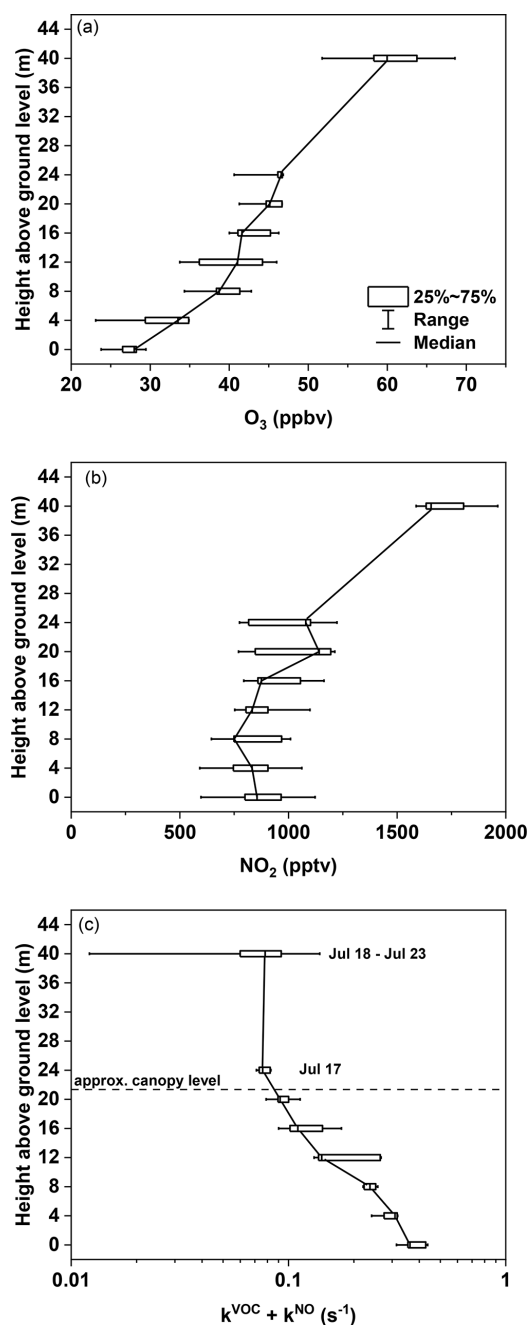 (a)
44
40
36
32
28
24
20
16
12
8
4
0
Height above ground level (m)
25%~75%
Range
Median
20 30 40 50 60 70
O₃ (ppbv)
(b)
44
40
36
32
28
24
20
16
12
8
4
0
Height above ground level (m)
0 500 1000 1500 2000
NO₂ (pptv)
(c)
44
40
36
32
28
24
20
16
12
8
4
0
Height above ground level (m)
Jul 18 - Jul 23
Jul 17
approx. canopy level
0.01 0.1 1
kᵛᴼᶜ + kᴺᴼ (s⁻¹)